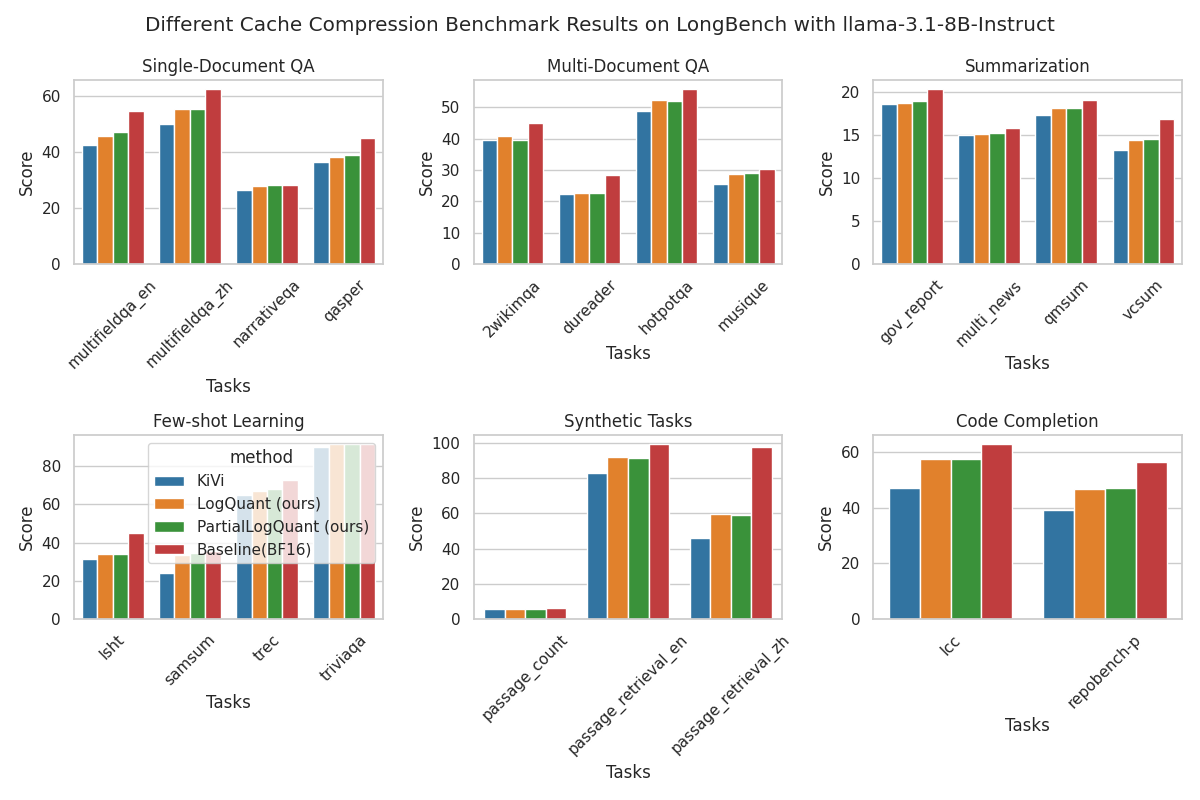 Different Cache Compression Benchmark Results on LongBench with llama-3.1-8B-Instruct
Single-Document QA
Score
60
40
20
0
multifieldqa_en
multifieldqa_zh
narrativeqa
qasper
Tasks
Multi-Document QA
Score
50
40
30
20
10
0
2wikimqa
dureader
hotpotqa
musique
Tasks
Summarization
Score
20
15
10
5
0
gov_report
multi_news
qmsum
vcsum
Tasks
Few-shot Learning
Score
80
60
40
20
0
method
KiVi
LogQuant (ours)
PartialLogQuant (ours)
Baseline(BF16)
lsht
samsum
trec
triviaqa
Tasks
Synthetic Tasks
Score
100
80
60
40
20
0
passage_count
passage_retrieval_en
passage_retrieval_zh
Tasks
Code Completion
Score
60
40
20
0
lcc
repobench-p
Tasks